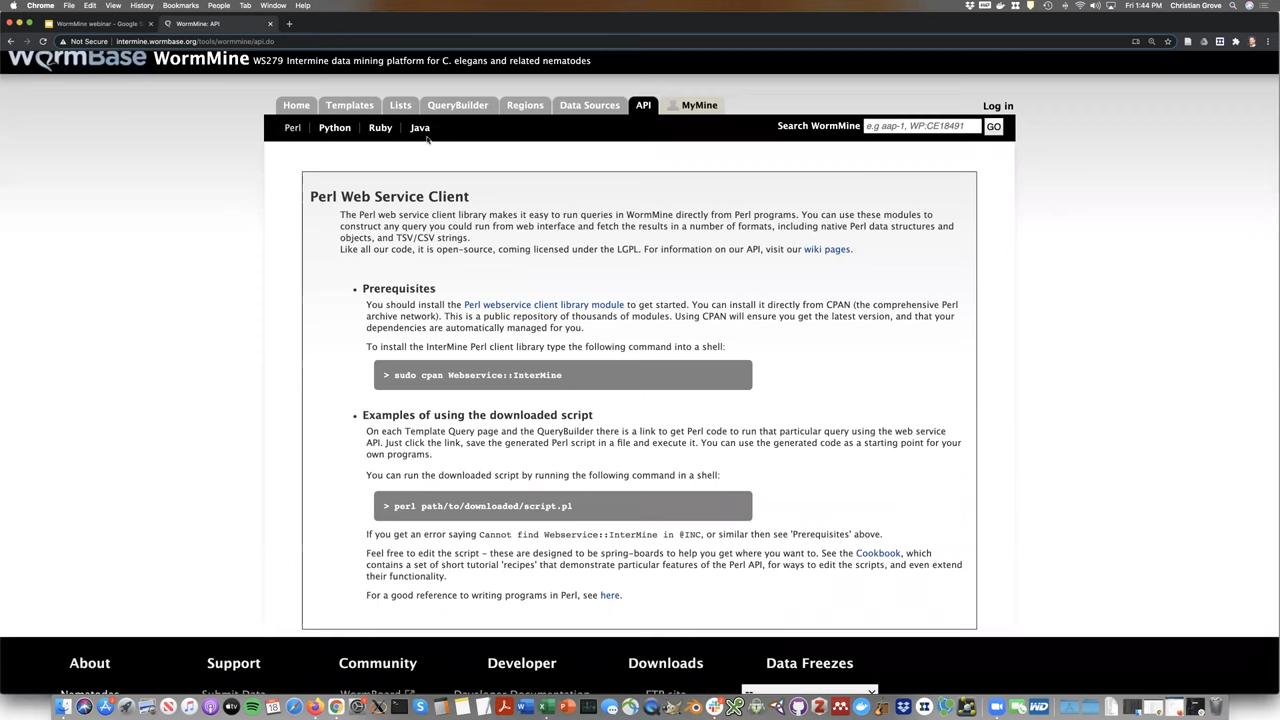 Chrome File Edit View History Bookmarks People Tab Window Help Fri 1:44 PM Christian Grove
WormMine webinar - Google S WormMine: API
Not Secure intermine.wormbase.org/tools/wormmine/api.do
WormBase WormMine WS279 Intermine data mining platform for C. elegans and related nematodes
Home Templates Lists QueryBuilder Regions Data Sources API MyMine Log in
Perl Python Ruby Java Search WormMine e.g aap-1, WP:CE18491 GO
Perl Web Service Client
The Perl web service client library makes it easy to run queries in WormMine directly from Perl programs. You can use these modules to
construct any query you could run from web interface and fetch the results in a number of formats, including native Perl data structures and
objects, and TSV/CSV strings.
Like all our code, it is open-source, coming licensed under the LGPL. For information on our API, visit our wiki pages.
Prerequisites
You should install the Perl webservice client library module to get started. You can install it directly from CPAN (the comprehensive Perl
archive network). This is a public repository of thousands of modules. Using CPAN will ensure you get the latest version, and that your
dependencies are automatically managed for you.
To install the InterMine Perl client library type the following command into a shell:
> sudo cpan Webservice::InterMine
Examples of using the downloaded script
On each Template Query page and the QueryBuilder there is a link to get Perl code to run that particular query using the web service
API. Just click the link, save the generated Perl script in a file and execute it. You can use the generated code as a starting point for your
own programs.
You can run the downloaded script by running the following command in a shell:
> perl path/to/downloaded/script.pl
If you get an error saying Cannot find Webservice::InterMine in @INC, or similar then see 'Prerequisites' above.
Feel free to edit the script - these are designed to be spring-boards to help you get where you want to. See the Cookbook, which
contains a set of short tutorial 'recipes' that demonstrate particular features of the Perl API, for ways to edit the scripts, and even extend
their functionality.
For a good reference to writing programs in Perl, see here.
About Support Community Developer Downloads Data Freezes
Nematodes Submit Data WormBoard Developer Documentation FTP site --